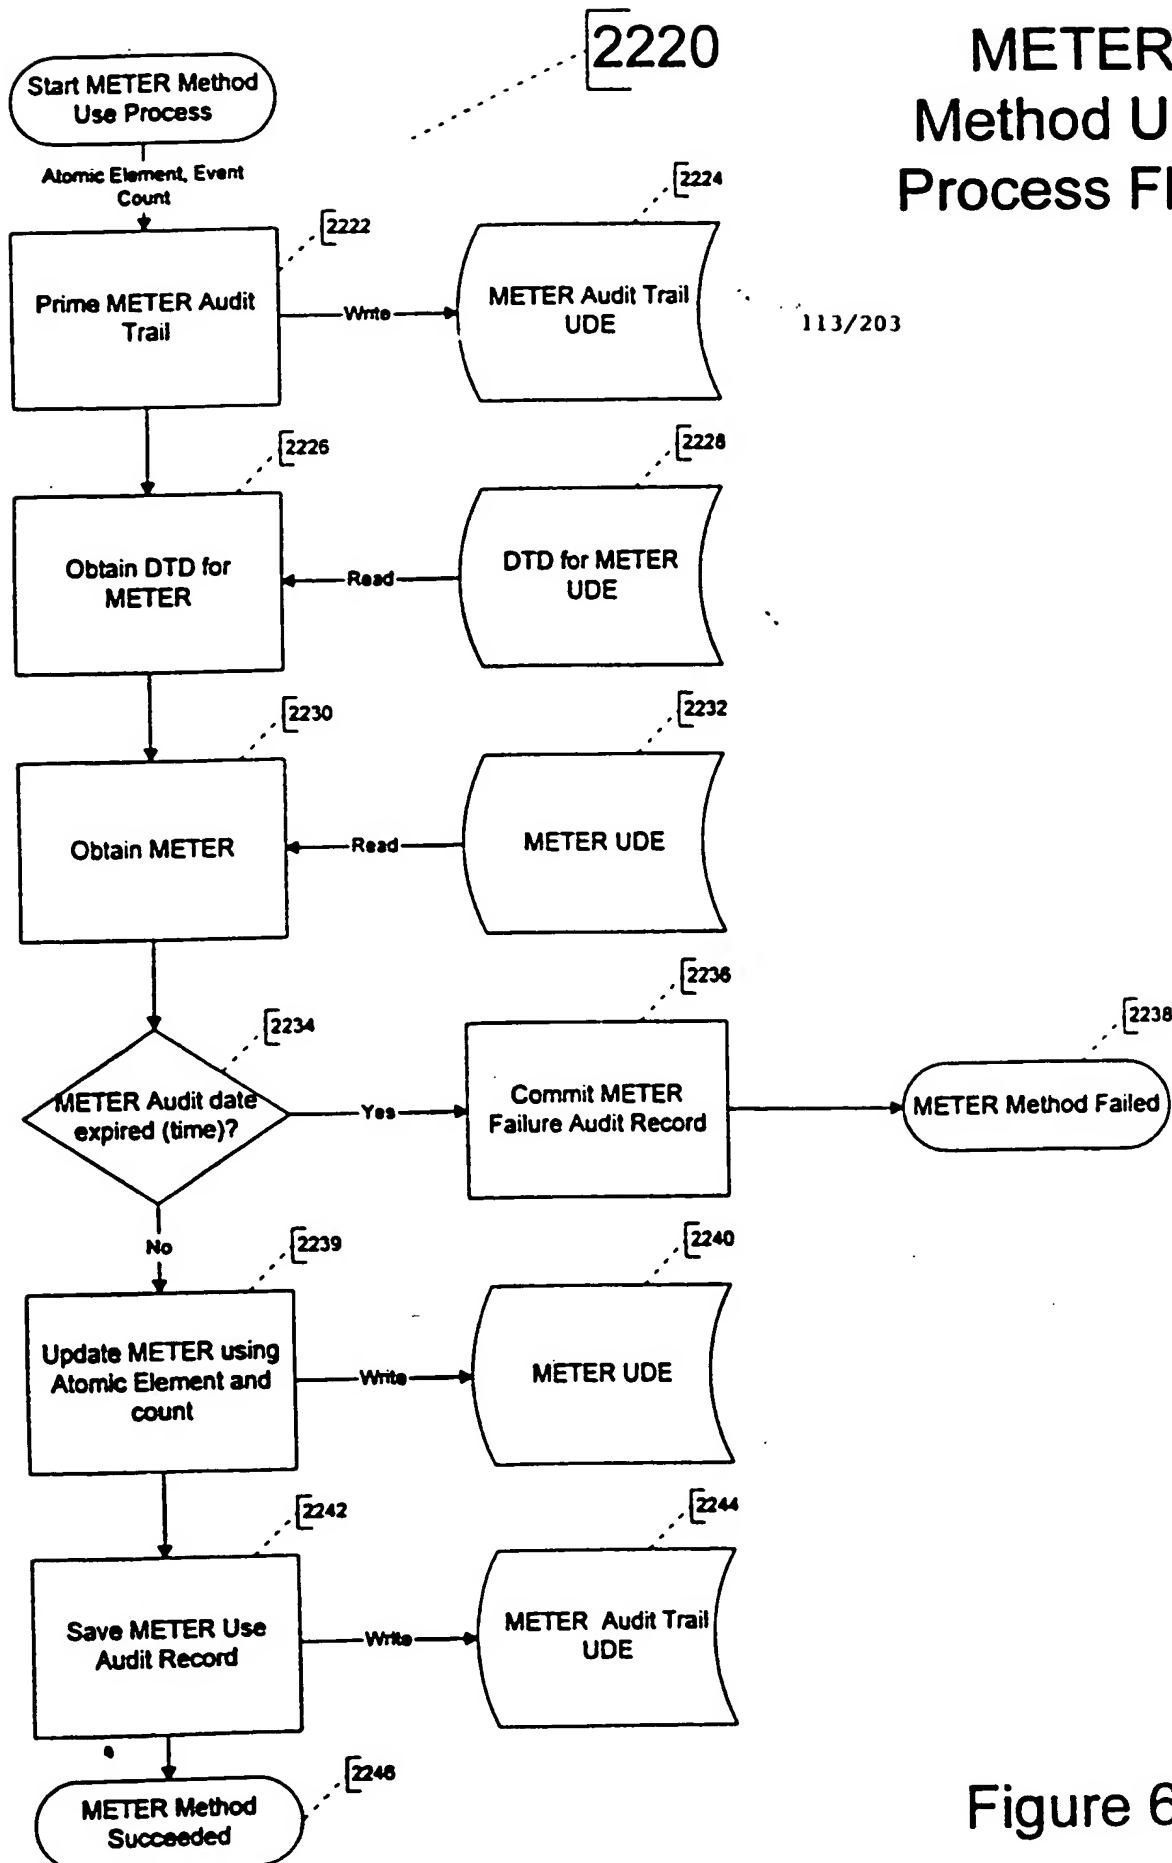 2220
METER
Method U
Process Fl
Start METER Method
Use Process
Atomic Element, Event
Count
2222
2224
Prime METER Audit
Trail
Write
METER Audit Trail
UDE
113/203
2226
2228
Obtain DTD for
METER
Read
DTD for METER
UDE
2230
2232
Obtain METER
Read
METER UDE
2234
2236
2238
METER Audit date
expired (time)?
Yes
Commit METER
Failure Audit Record
METER Method Failed
No
2239
2240
Update METER using
Atomic Element and
count
Write
METER UDE
2242
2244
Save METER Use
Audit Record
Write
METER Audit Trail
UDE
2246
METER Method
Succeeded
Figure 6